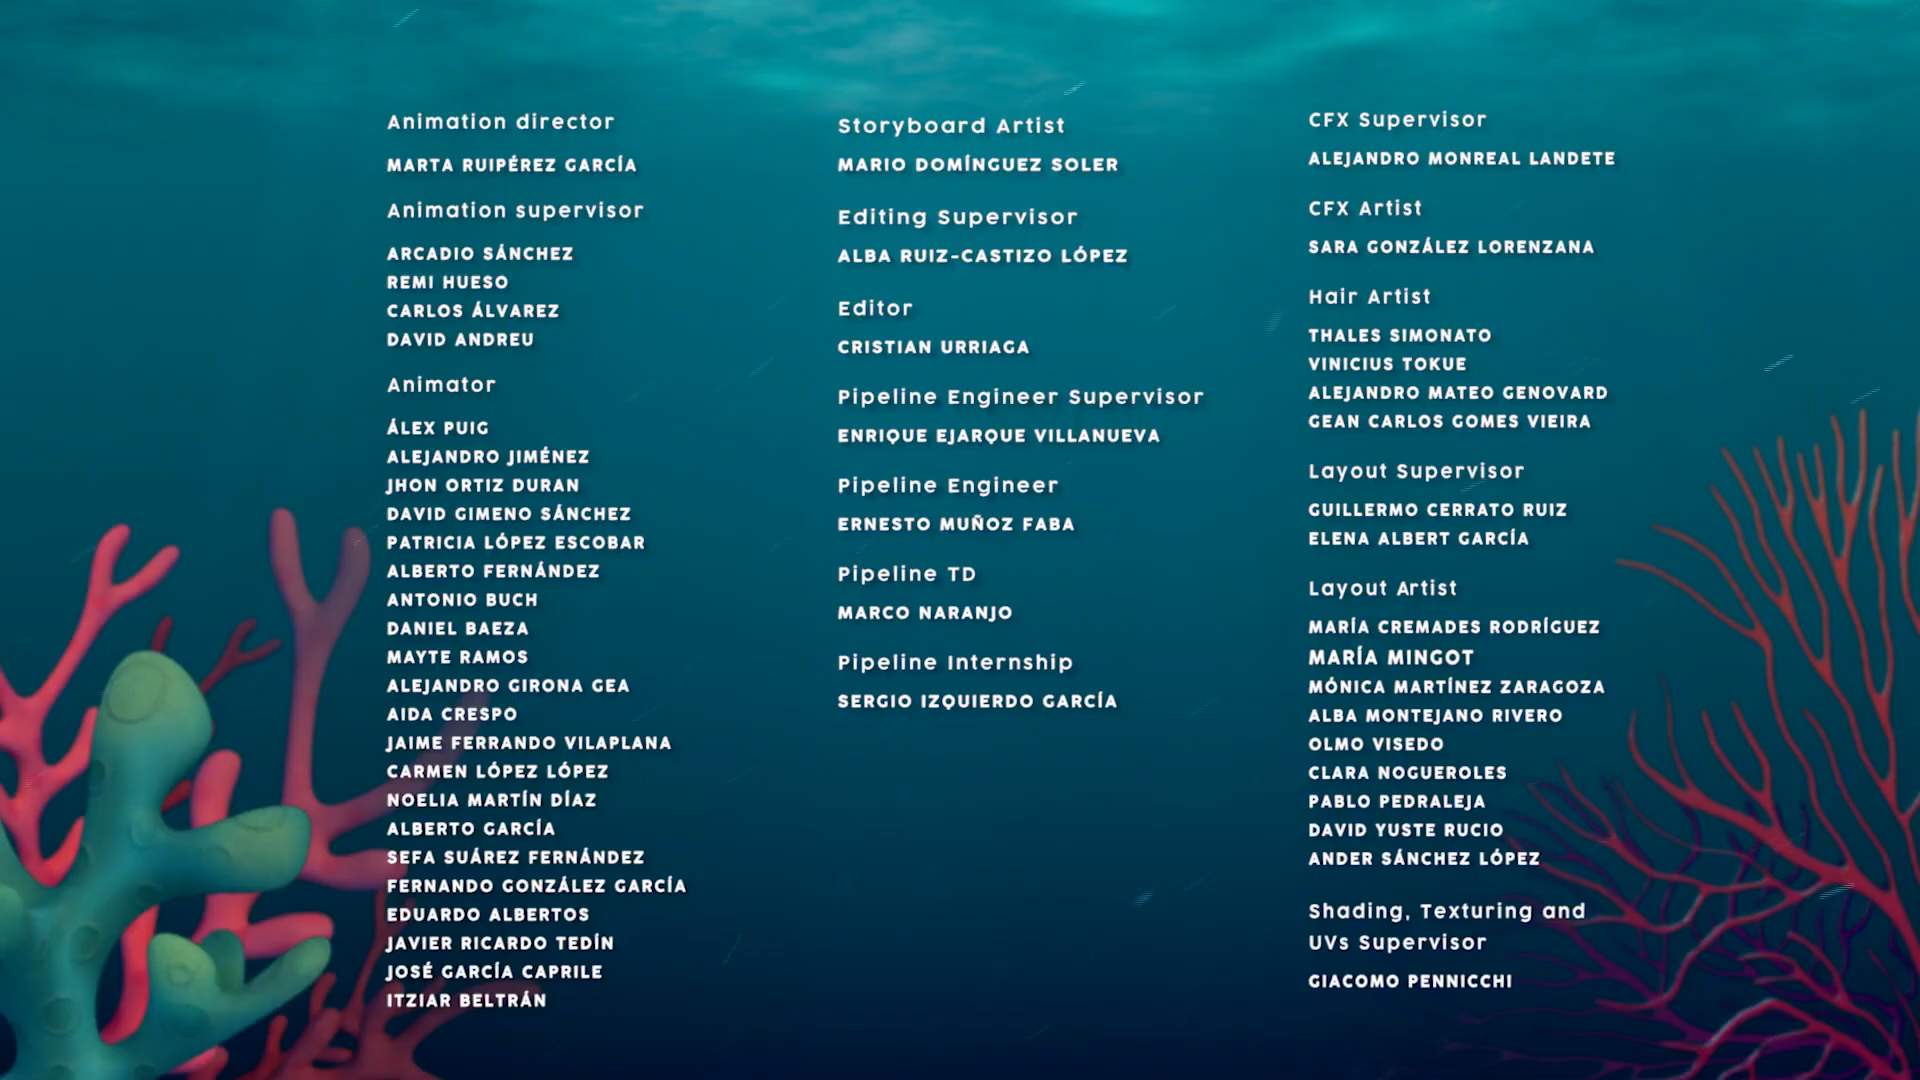 Animation director
MARTA RUIPÉREZ GARCÍA
Animation supervisor
ARCADIO SÁNCHEZ
REMI HUESO
CARLOS ÁLVAREZ
DAVID ANDREU
Animator
ÁLEX PUIG
ALEJANDRO JIMÉNEZ
JHON ORTIZ DURAN
DAVID GIMENO SÁNCHEZ
PATRICIA LÓPEZ ESCOBAR
ALBERTO FERNÁNDEZ
ANTONIO BUCH
DANIEL BAEZA
MAYTE RAMOS
ALEJANDRO GIRONA GEA
AIDA CRESPO
JAIME FERRANDO VILAPLANA
CARMEN LÓPEZ LÓPEZ
NOELIA MARTÍN DÍAZ
ALBERTO GARCÍA
SEFA SUÁREZ FERNÁNDEZ
FERNANDO GONZÁLEZ GARCÍA
EDUARDO ALBERTOS
JAVIER RICARDO TEDÍN
JOSÉ GARCÍA CAPRILE
ITZIAR BELTRÁN
Storyboard Artist
MARIO DOMÍNGUEZ SOLER
Editing Supervisor
ALBA RUIZ-CASTIZO LÓPEZ
Editor
CRISTIAN URRIAGA
Pipeline Engineer Supervisor
ENRIQUE EJARQUE VILLANUEVA
Pipeline Engineer
ERNESTO MUÑOZ FABA
Pipeline TD
MARCO NARANJO
Pipeline Internship
SERGIO IZQUIERDO GARCÍA
CFX Supervisor
ALEJANDRO MONREAL LANDETE
CFX Artist
SARA GONZÁLEZ LORENZANA
Hair Artist
THALES SIMONATO
VINICIUS TOKUE
ALEJANDRO MATEO GENOVARD
GEAN CARLOS GOMES VIEIRA
Layout Supervisor
GUILLERMO CERRATO RUIZ
ELENA ALBERT GARCÍA
Layout Artist
MARÍA CREMADES RODRÍGUEZ
MARÍA MINGOT
MÓNICA MARTÍNEZ ZARAGOZA
ALBA MONTEJANO RIVERO
OLMO VISEDO
CLARA NOGUEROLES
PABLO PEDRALEJA
DAVID YUSTE RUCIO
ANDER SÁNCHEZ LÓPEZ
Shading, Texturing and
UVs Supervisor
GIACOMO PENNICCHI